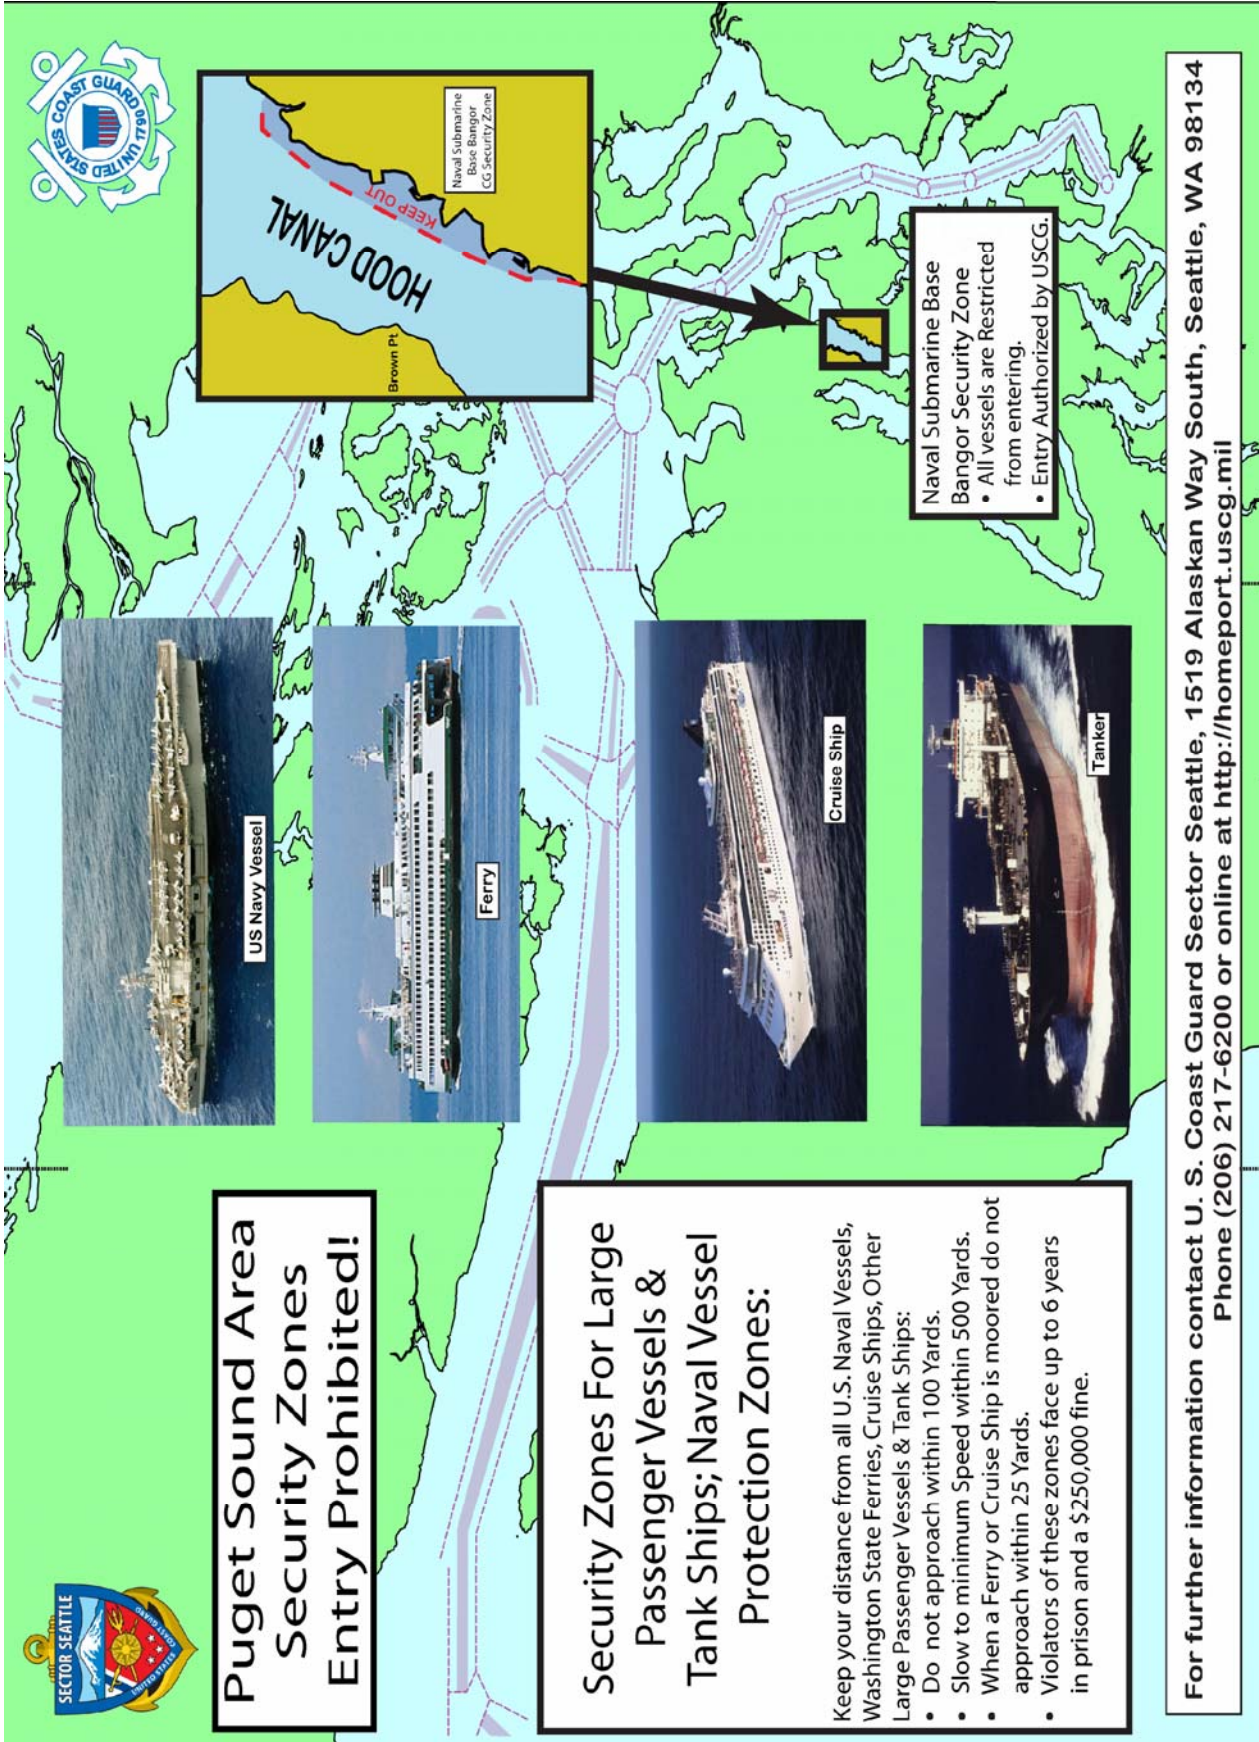 SECTOR SEATTLE
UNITED STATES COAST GUARD
UNITED STATES COAST GUARD 1790
Puget Sound Area
Security Zones
Entry Prohibited!
US Navy Vessel
Ferry
Cruise Ship
Tanker
HOOD CANAL
KEEP OUT
Brown Pt
Naval Submarine
Base Bangor
CG Security Zone
Security Zones For Large
Passenger Vessels &
Tank Ships; Naval Vessel
Protection Zones:
Keep your distance from all U.S. Naval Vessels,
Washington State Ferries, Cruise Ships, Other
Large Passenger Vessels & Tank Ships:
• Do not approach within 100 Yards.
• Slow to minimum Speed within 500 Yards.
• When a Ferry or Cruise Ship is moored do not
approach within 25 Yards.
• Violators of these zones face up to 6 years
in prison and a $250,000 fine.
Naval Submarine Base
Bangor Security Zone
• All vessels are Restricted
from entering.
• Entry Authorized by USCG.
For further information contact U. S. Coast Guard Sector Seattle, 1519 Alaskan Way South, Seattle, WA 98134
Phone (206) 217-6200 or online at http://homeport.uscg.mil